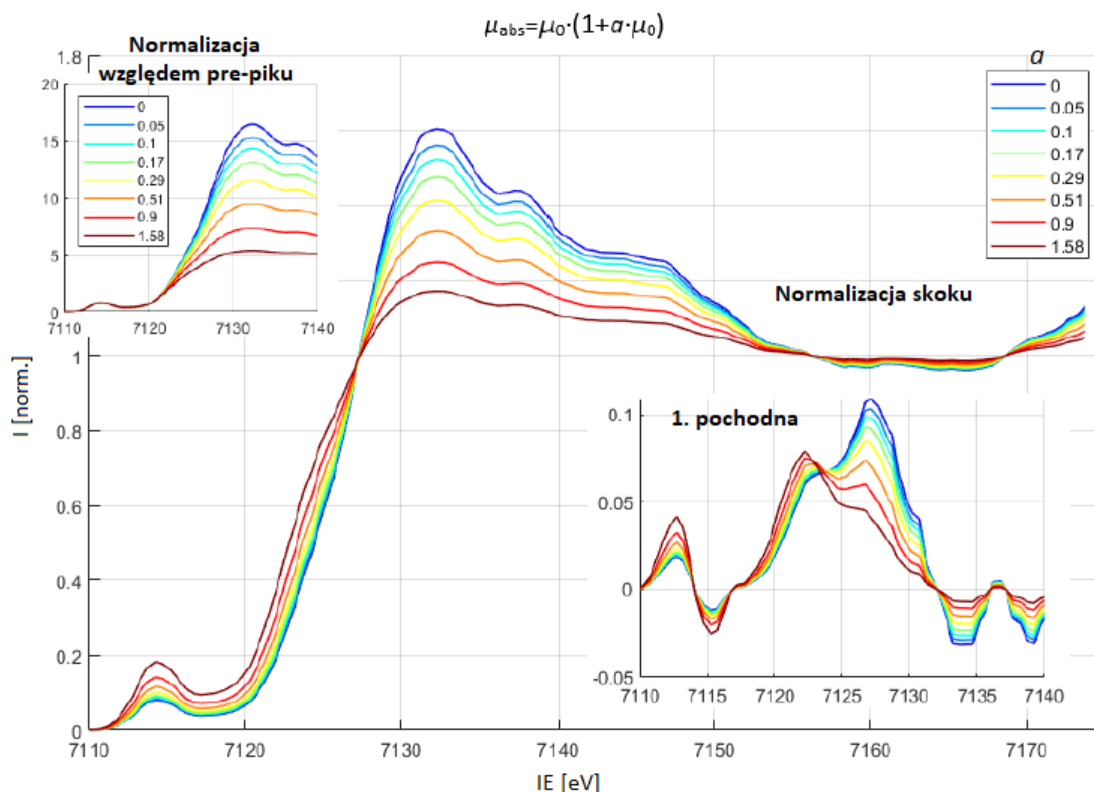 μabs=μ0·(1+a·μ0)
Normalizacja
względem pre-piku
1.8
20
15
10
5
0
7110 7120 7130 7140
0
0.05
0.1
0.17
0.29
0.51
0.9
1.58
a
0
0.05
0.1
0.17
0.29
0.51
0.9
1.58
Normalizacja skoku
I [norm.]
1
0.8
0.6
0.4
0.2
0
1. pochodna
0.1
0.05
0
-0.05
7110 7115 7120 7125 7130 7135 7140
7110 7120 7130 7140 7150 7160 7170
IE [eV]